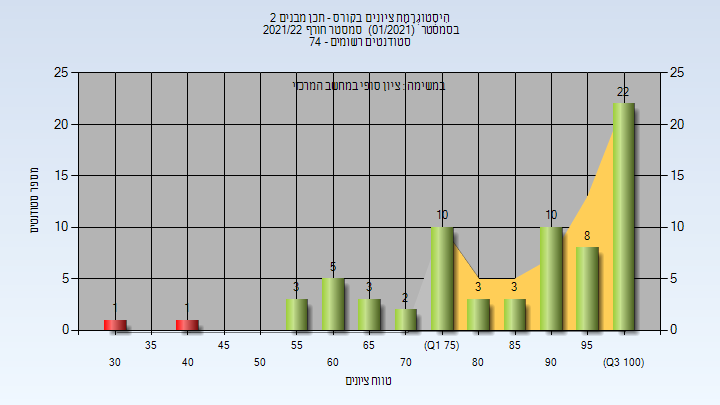 היסטוגרמת ציונים בקורס - תכן מבנים 2
בסמסטר (01/2021) סמסטר חורף 2021/22
סטודנטים רשומים - 74
במשימה : ציון סופי במחשב המרכזי
25 25
20 20
15 15
10 10
5 5
0 0
מספר סטודנטים
1 1 3 5 3 2 10 3 3 10 8 22
35 45 55 65 (Q1 75) 85 95
30 40 50 60 70 80 90 (Q3 100)
טווח ציונים